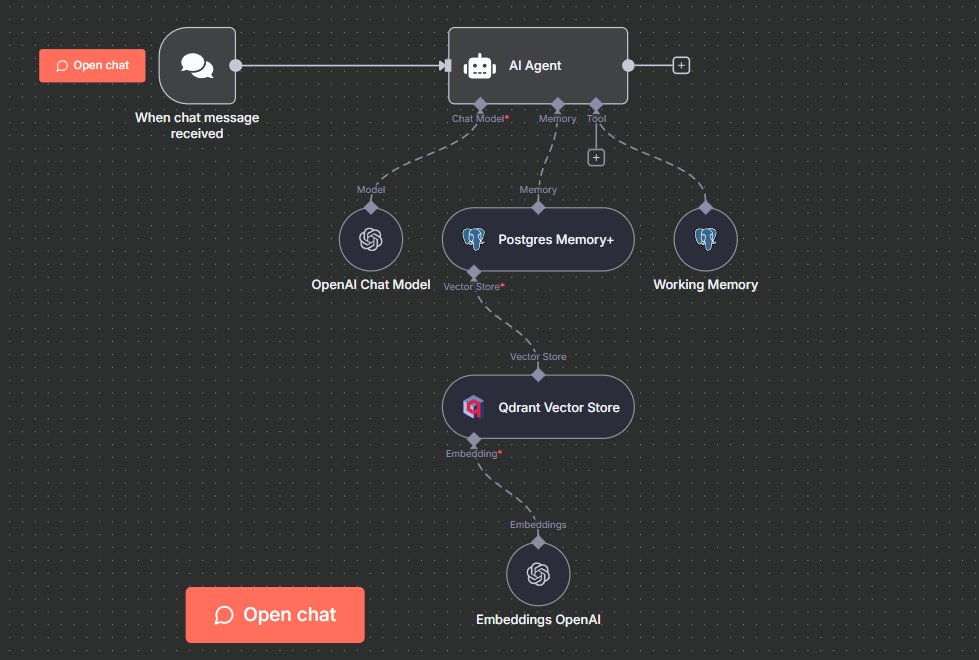 Open chat
When chat message
received
AI Agent
Chat Model*
Memory
Tool
Model
OpenAI Chat Model
Memory
Postgres Memory+
Vector Store*
Working Memory
Vector Store
Qdrant Vector Store
Embedding*
Embeddings
Embeddings OpenAI
Open chat